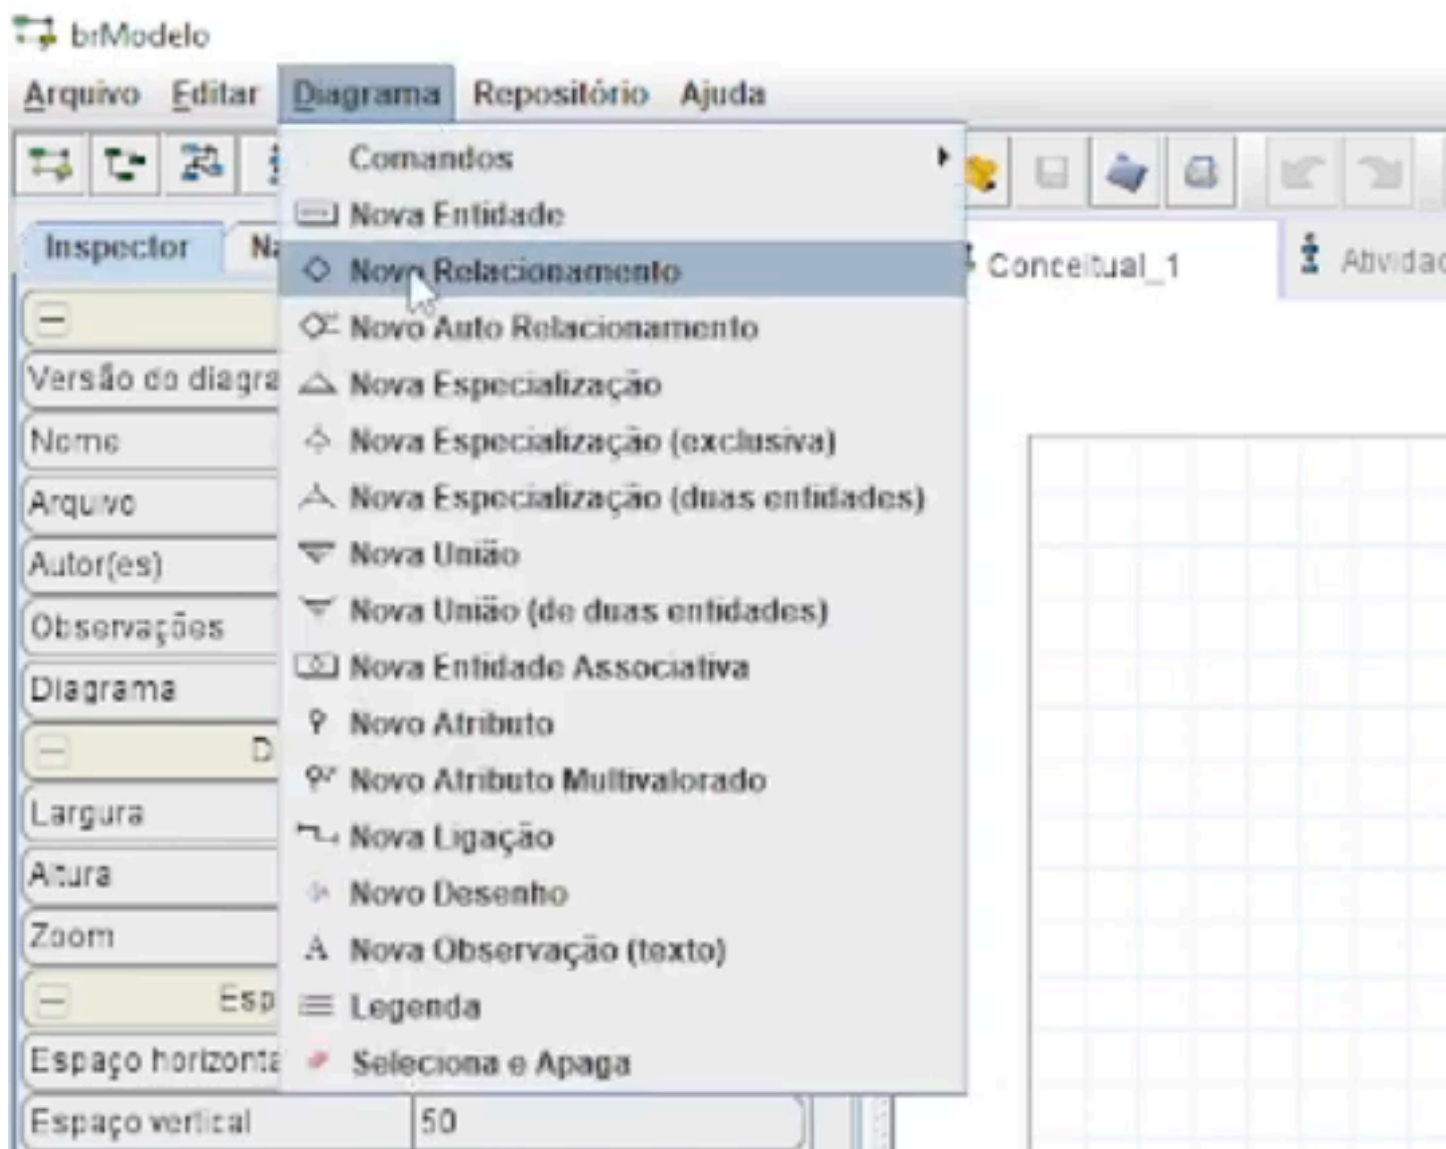 brModelo
Arquivo Editar Diagrama Repositório Ajuda
Comandos
Nova Entidade
Inspector Na
Novo Relacionamento
Conceitual_1 Ativida
Novo Auto Relacionamento
Versão do diagra
Nova Especialização
Nome
Nova Especialização (exclusiva)
Arquivo
Nova Especialização (duas entidades)
Autor(es)
Nova União
Observações
Nova União (de duas entidades)
Diagrama
Nova Entidade Associativa
Novo Atributo
D
Novo Atributo Multivalorado
Largura
Nova Ligação
Altura
Novo Desenho
Zoom
Nova Observação (texto)
Esp
Legenda
Espaço horizonta
Seleciona e Apaga
Espaço vertical 50